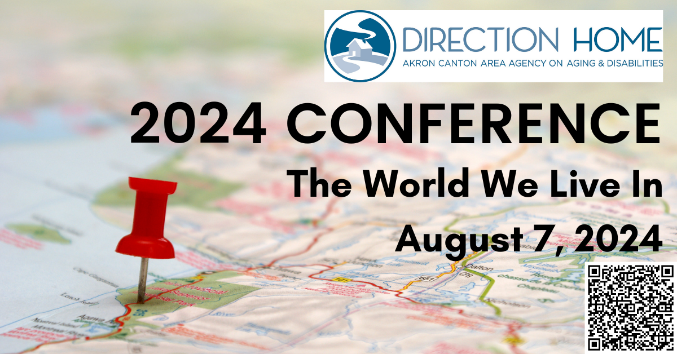 DIRECTION HOME
AKRON CANTON AREA AGENCY ON AGING & DISABILITIES
2024 CONFERENCE
The World We Live In
August 7, 2024